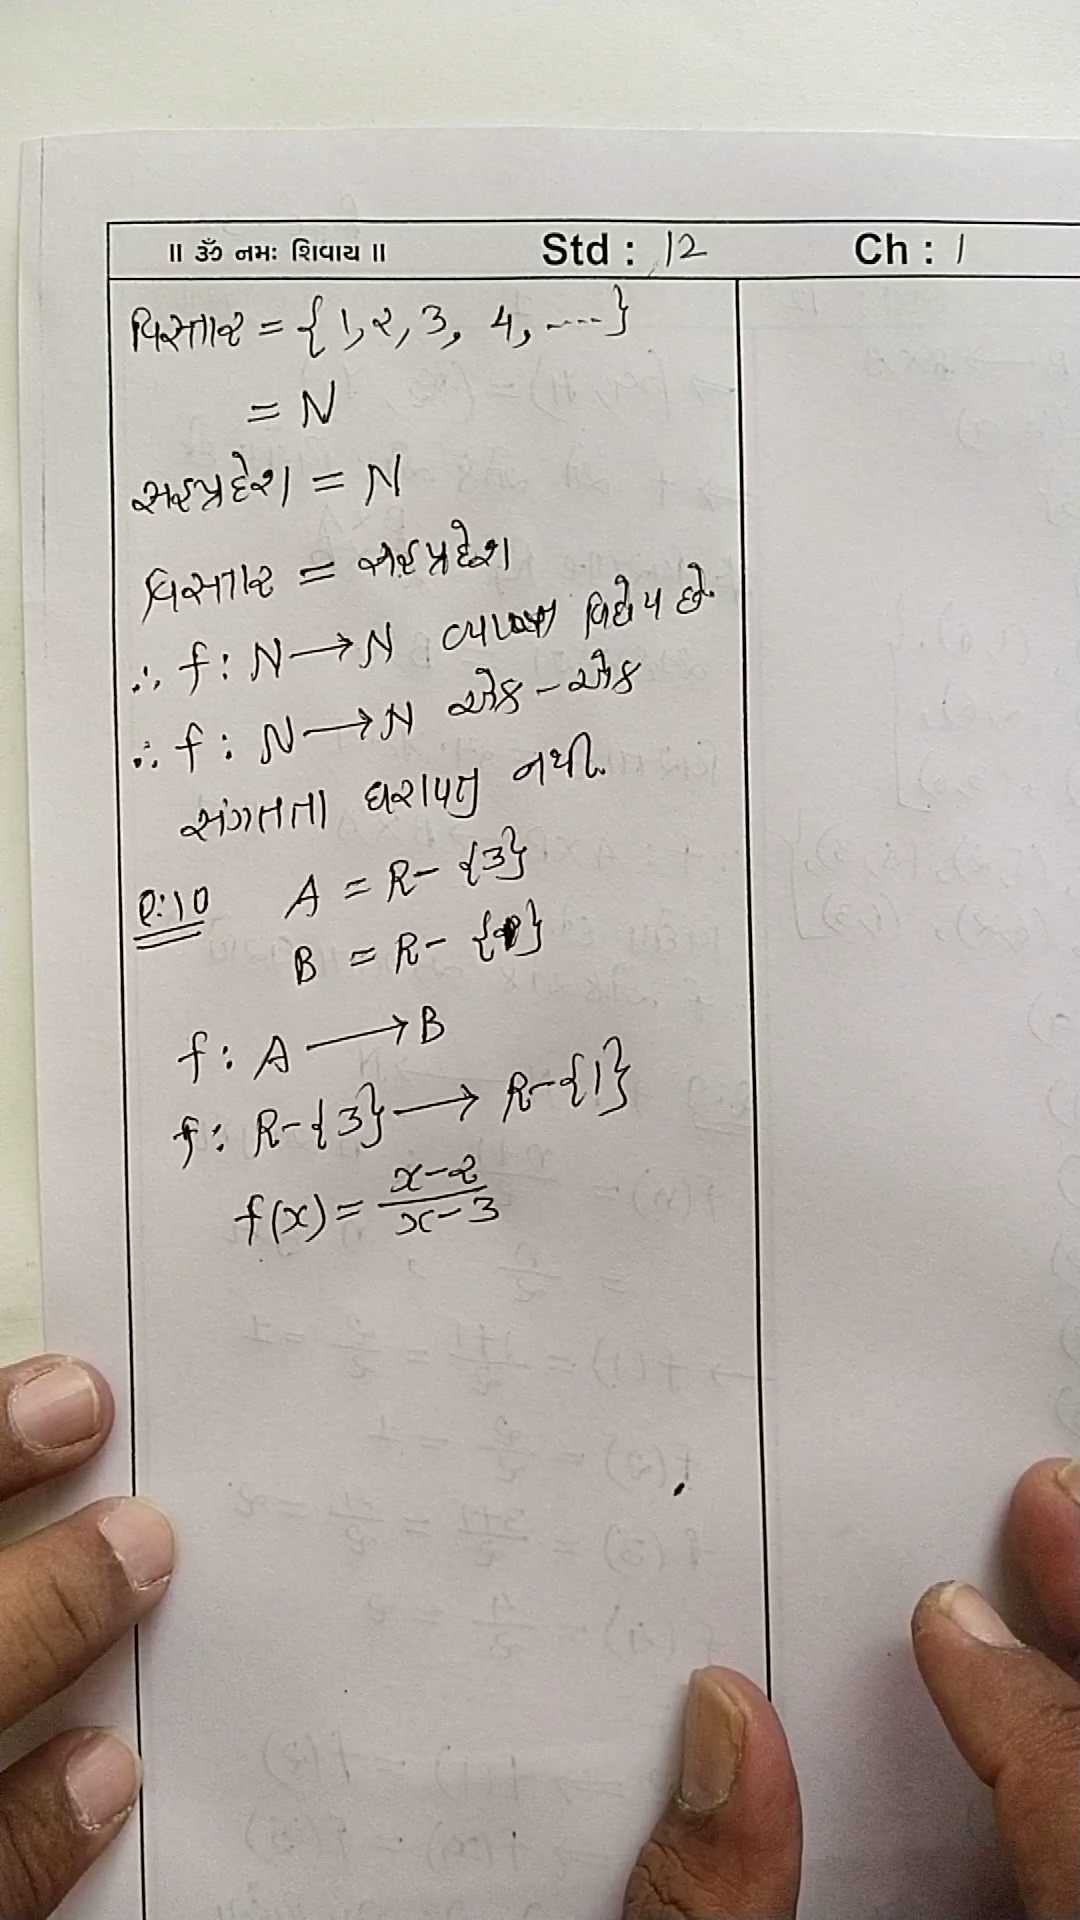 ॥ ૐ નમઃ શિવાય ॥ Std : 12 Ch : 1
વિસ્તાર = {1, 2, 3, 4, ....}
= N
સહપ્રદેશ = N
વિસ્તાર = સહપ્રદેશ
∴ f : N → N વ્યાપ્ત વિધેય છે.
∴ f : N → N એક - એક
સંગતતા ધરાવતુ નથી.
Q:10 A = R - {3}
B = R - {1}
f : A → B
f : R-{3} → R-{1}
f(x) = \frac{x-2}{x-3}